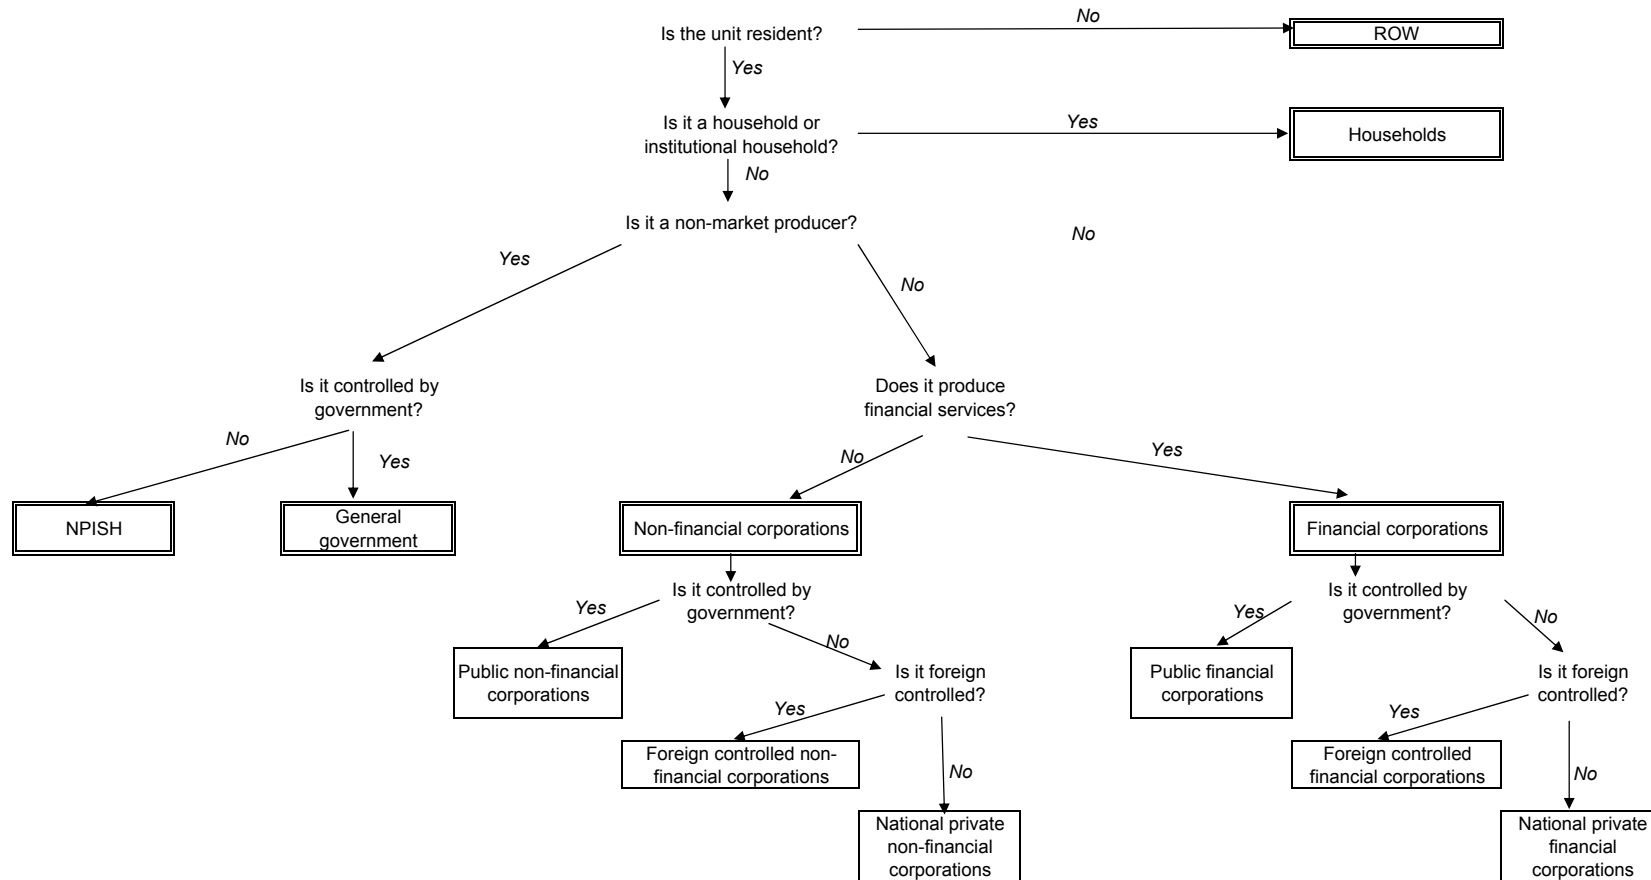 No
Is the unit resident?
ROW
Yes
Is it a household or
institutional household?
Yes
Households
No
Is it a non-market producer?
No
Yes
No
Is it controlled by
government?
Does it produce
financial services?
No
Yes
No
Yes
NPISH
General
government
Non-financial corporations
Financial corporations
Is it controlled by
government?
Yes
No
Is it controlled by
government?
Yes
No
Public non-financial
corporations
Is it foreign
controlled?
Public financial
corporations
Is it foreign
controlled?
Yes
Yes
Foreign controlled non-
financial corporations
No
Foreign controlled
financial corporations
No
National private
non-financial
corporations
National private
financial
corporations